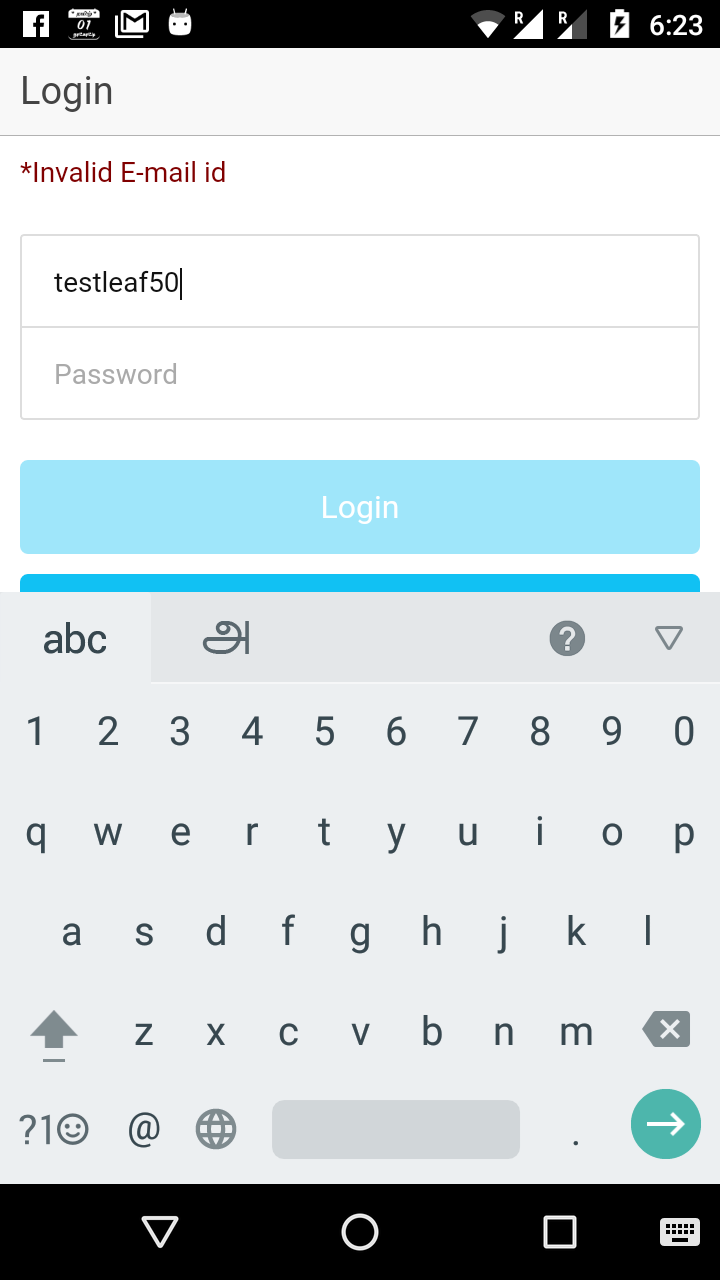 6:23
Login
*Invalid E-mail id
testleaf50
Password
Login
abc அ
1 2 3 4 5 6 7 8 9 0
q w e r t y u i o p
a s d f g h j k l
z x c v b n m
?1☺ @ .